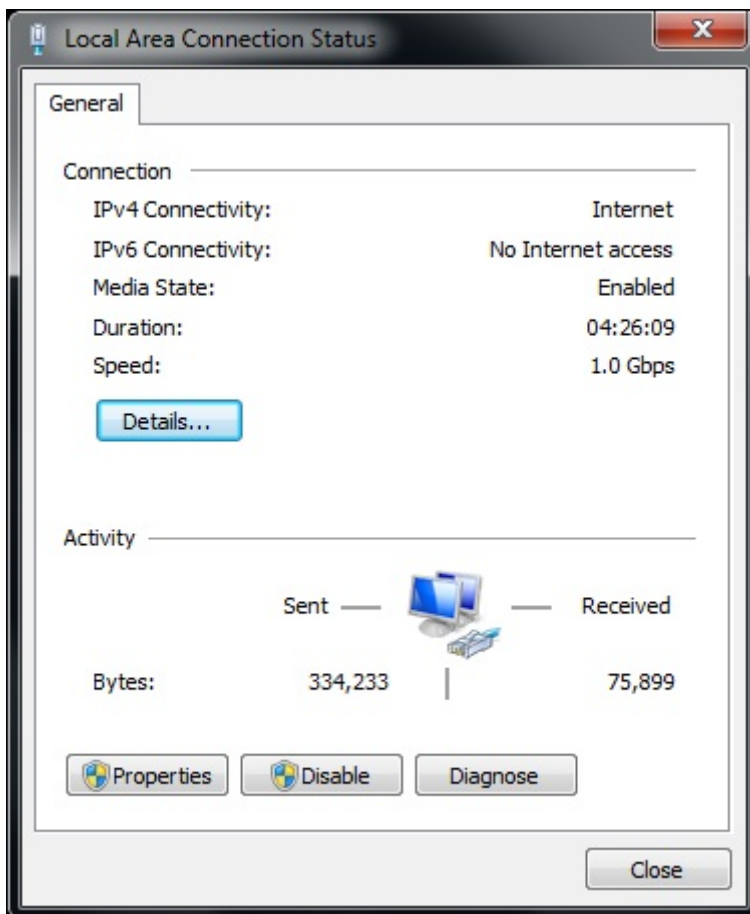 Local Area Connection Status
General
Connection
IPv4 Connectivity: Internet
IPv6 Connectivity: No Internet access
Media State: Enabled
Duration: 04:26:09
Speed: 1.0 Gbps
Details...
Activity
Sent Received
Bytes: 334,233 75,899
Properties Disable Diagnose
Close